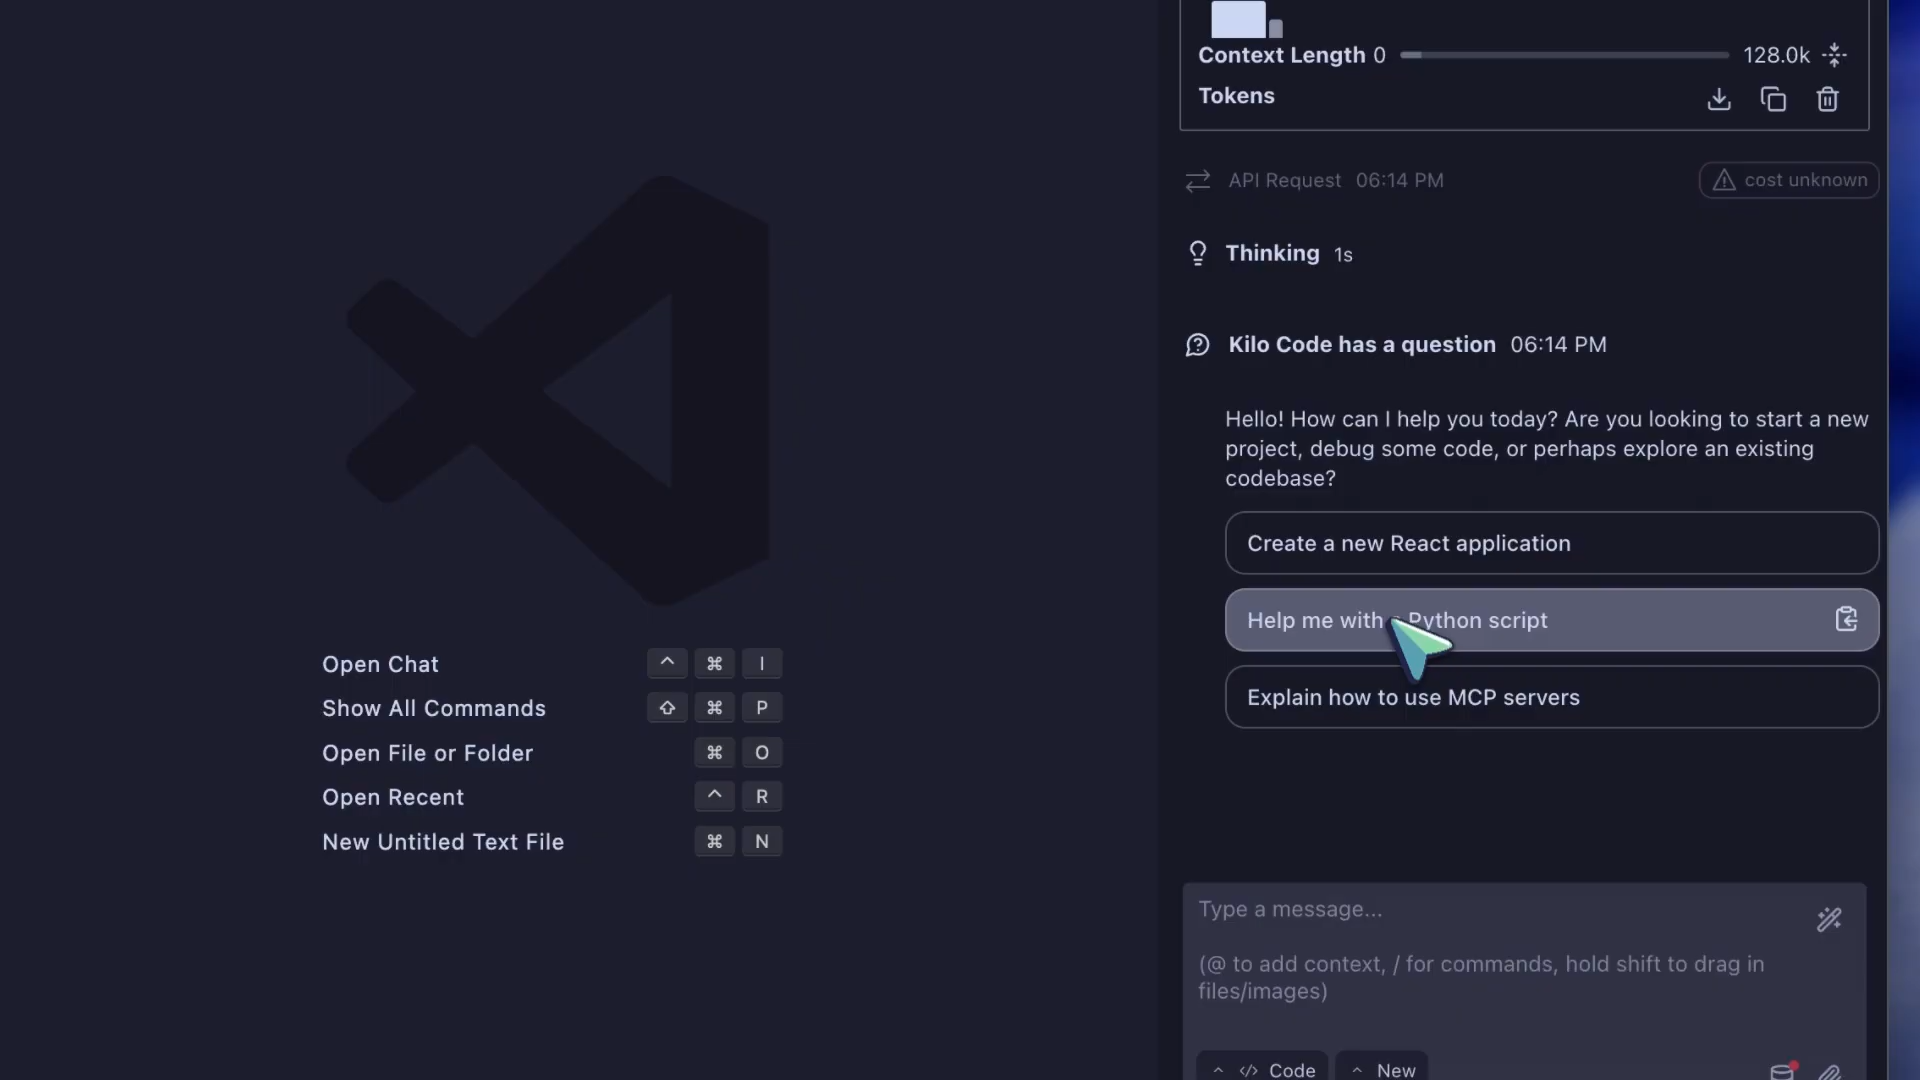 Open Chat ^ ⌘ I
Show All Commands ⇧ ⌘ P
Open File or Folder ⌘ O
Open Recent ^ R
New Untitled Text File ⌘ N
Context Length 0 128.0k
Tokens
API Request 06:14 PM cost unknown
Thinking 1s
Kilo Code has a question 06:14 PM
Hello! How can I help you today? Are you looking to start a new
project, debug some code, or perhaps explore an existing
codebase?
Create a new React application
Help me with a Python script
Explain how to use MCP servers
Type a message...
(@ to add context, / for commands, hold shift to drag in
files/images)
^ </> Code ^ New